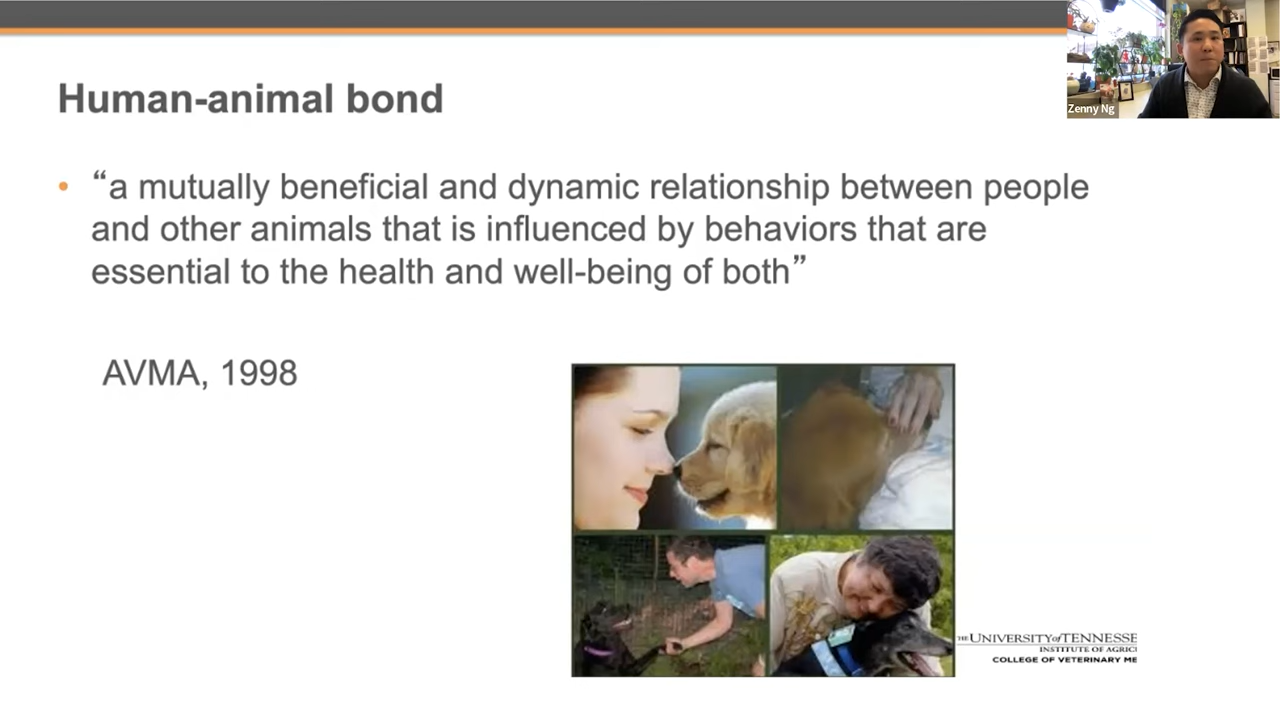 Zenny Ng
Human-animal bond
• “a mutually beneficial and dynamic relationship between people
and other animals that is influenced by behaviors that are
essential to the health and well-being of both”
AVMA, 1998
THE UNIVERSITY of TENNESSE
INSTITUTE OF AGRICI
COLLEGE OF VETERINARY ME